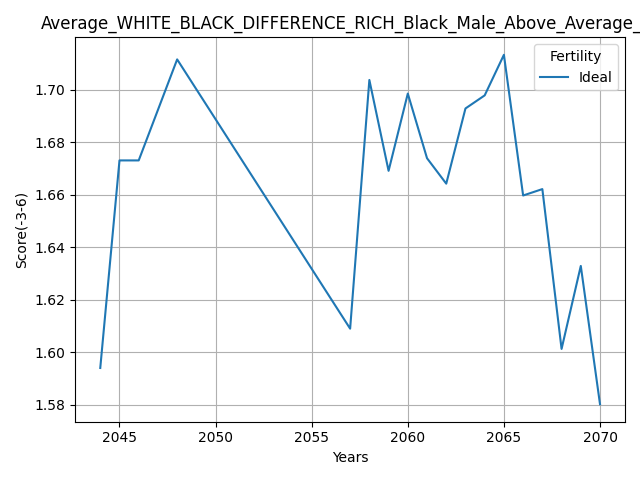 Average_WHITE_BLACK_DIFFERENCE_RICH_Black_Male_Above_Average_
Fertility
Ideal
1.70
1.68
1.66
1.64
1.62
1.60
1.58
Score(-3-6)
2045 2050 2055 2060 2065 2070
Years